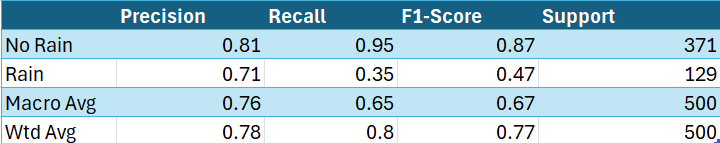 Precision Recall F1-Score Support
No Rain 0.81 0.95 0.87 371
Rain 0.71 0.35 0.47 129
Macro Avg 0.76 0.65 0.67 500
Wtd Avg 0.78 0.8 0.77 500